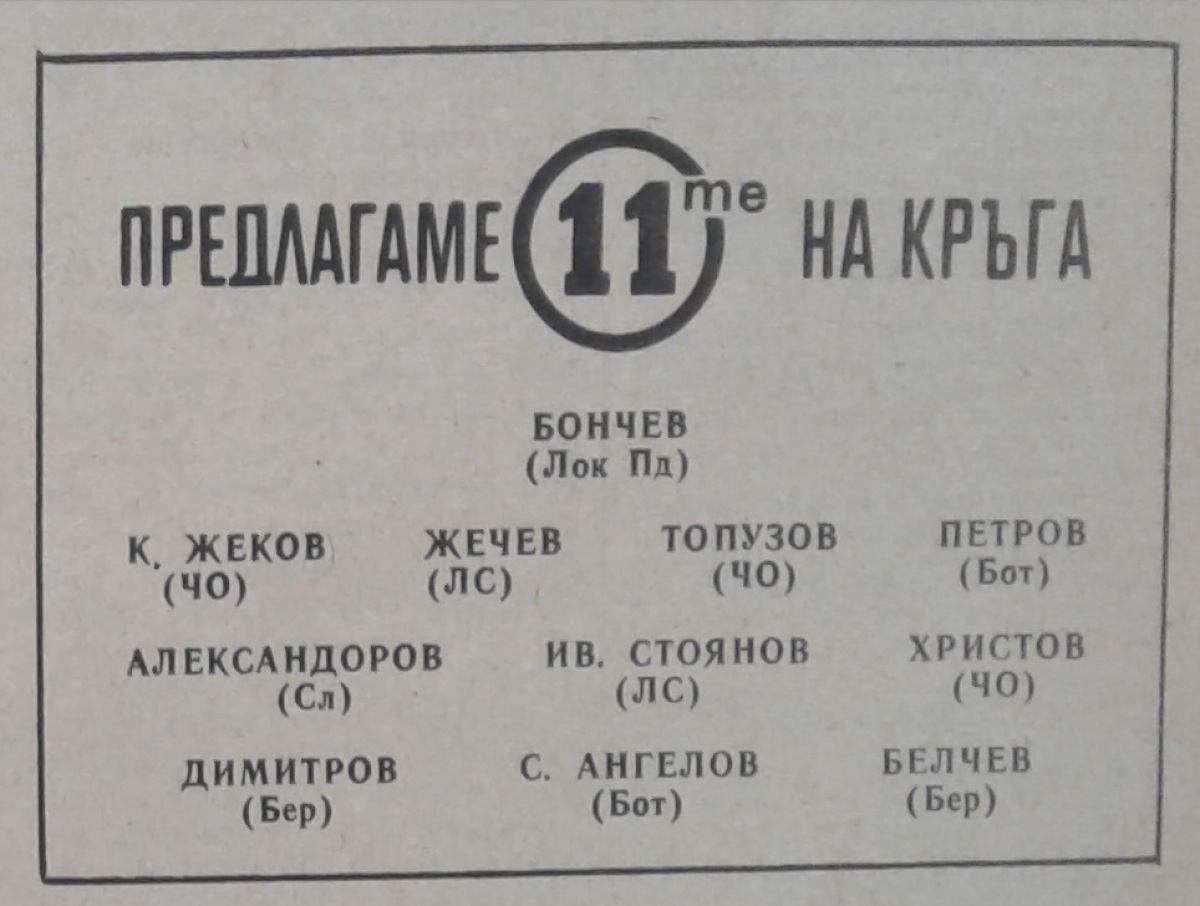 ПРЕДЛАГАМЕ 11те НА КРЪГА
БОНЧЕВ
(Лок Пд)
К. ЖЕКОВ ЖЕЧЕВ ТОПУЗОВ ПЕТРОВ
(ЧО) (ЛС) (ЧО) (Бот)
АЛЕКСАНДОРОВ ИВ. СТОЯНОВ ХРИСТОВ
(Сл) (ЛС) (ЧО)
ДИМИТРОВ С. АНГЕЛОВ БЕЛЧЕВ
(Бер) (Бот) (Бер)